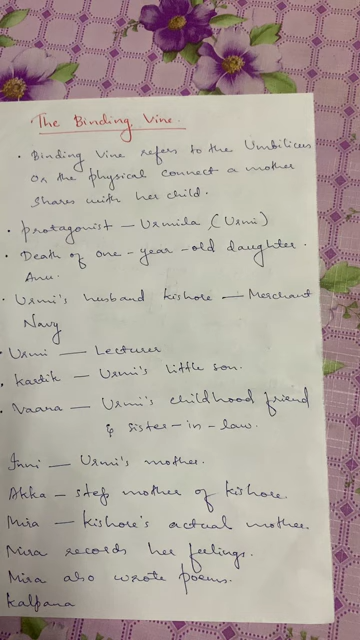 The Binding Vine.
• Binding Vine refers to the Umbilicus
Or the physical connect a mother
Shares with her child.
• protagonist – Urmila (Urmi)
• Death of one-year-old daughter.
Anu.
• Urmi's husband kishore – Merchant
Navy
• Urmi – Lecturer
• Kartik – Urmi's little son.
• Vaana – Urmi's childhood friend
& sister-in-law.
Inni – Urmi's mother.
Akka – step mother of kishore.
Mira – kishore's actual mother.
Mira records her feelings.
Mira also wrote poems.
Kalpana